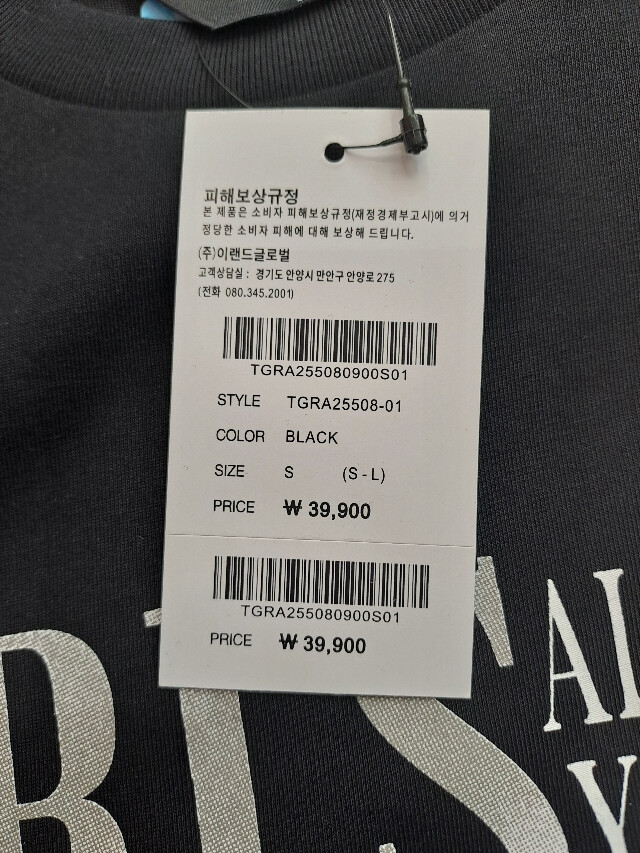 피해보상규정
본 제품은 소비자 피해보상규정(재정경제부고시)에 의거
정당한 소비자 피해에 대해 보상해 드립니다.
(주)이랜드글로벌
고객상담실 : 경기도 안양시 만안구 안양로 275
(전화 080.345.2001)
TGRA255080900S01
STYLE TGRA25508-01
COLOR BLACK
SIZE S (S - L)
PRICE ₩ 39,900
TGRA255080900S01
PRICE ₩ 39,900